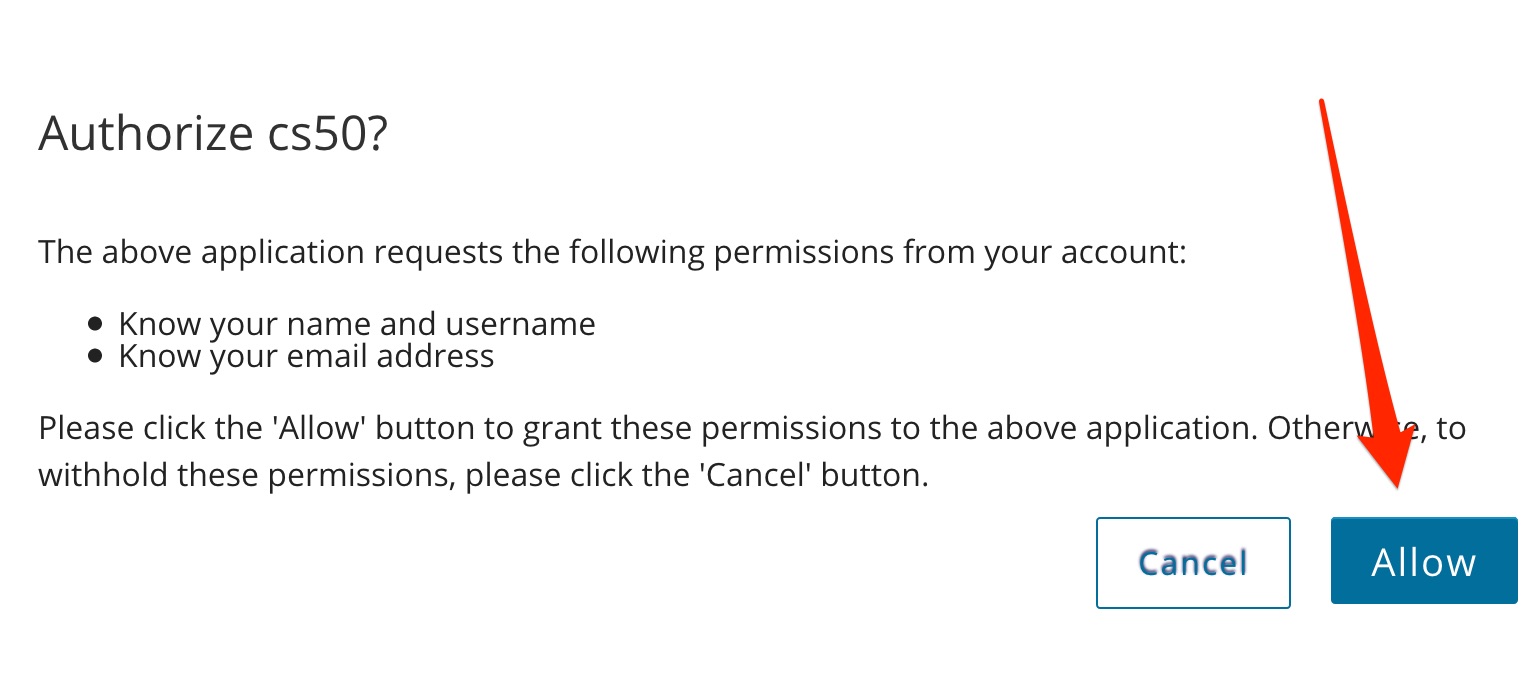 Authorize cs50?
The above application requests the following permissions from your account:
• Know your name and username
• Know your email address
Please click the 'Allow' button to grant these permissions to the above application. Otherw e, to
withhold these permissions, please click the 'Cancel' button.
Cancel
Allow